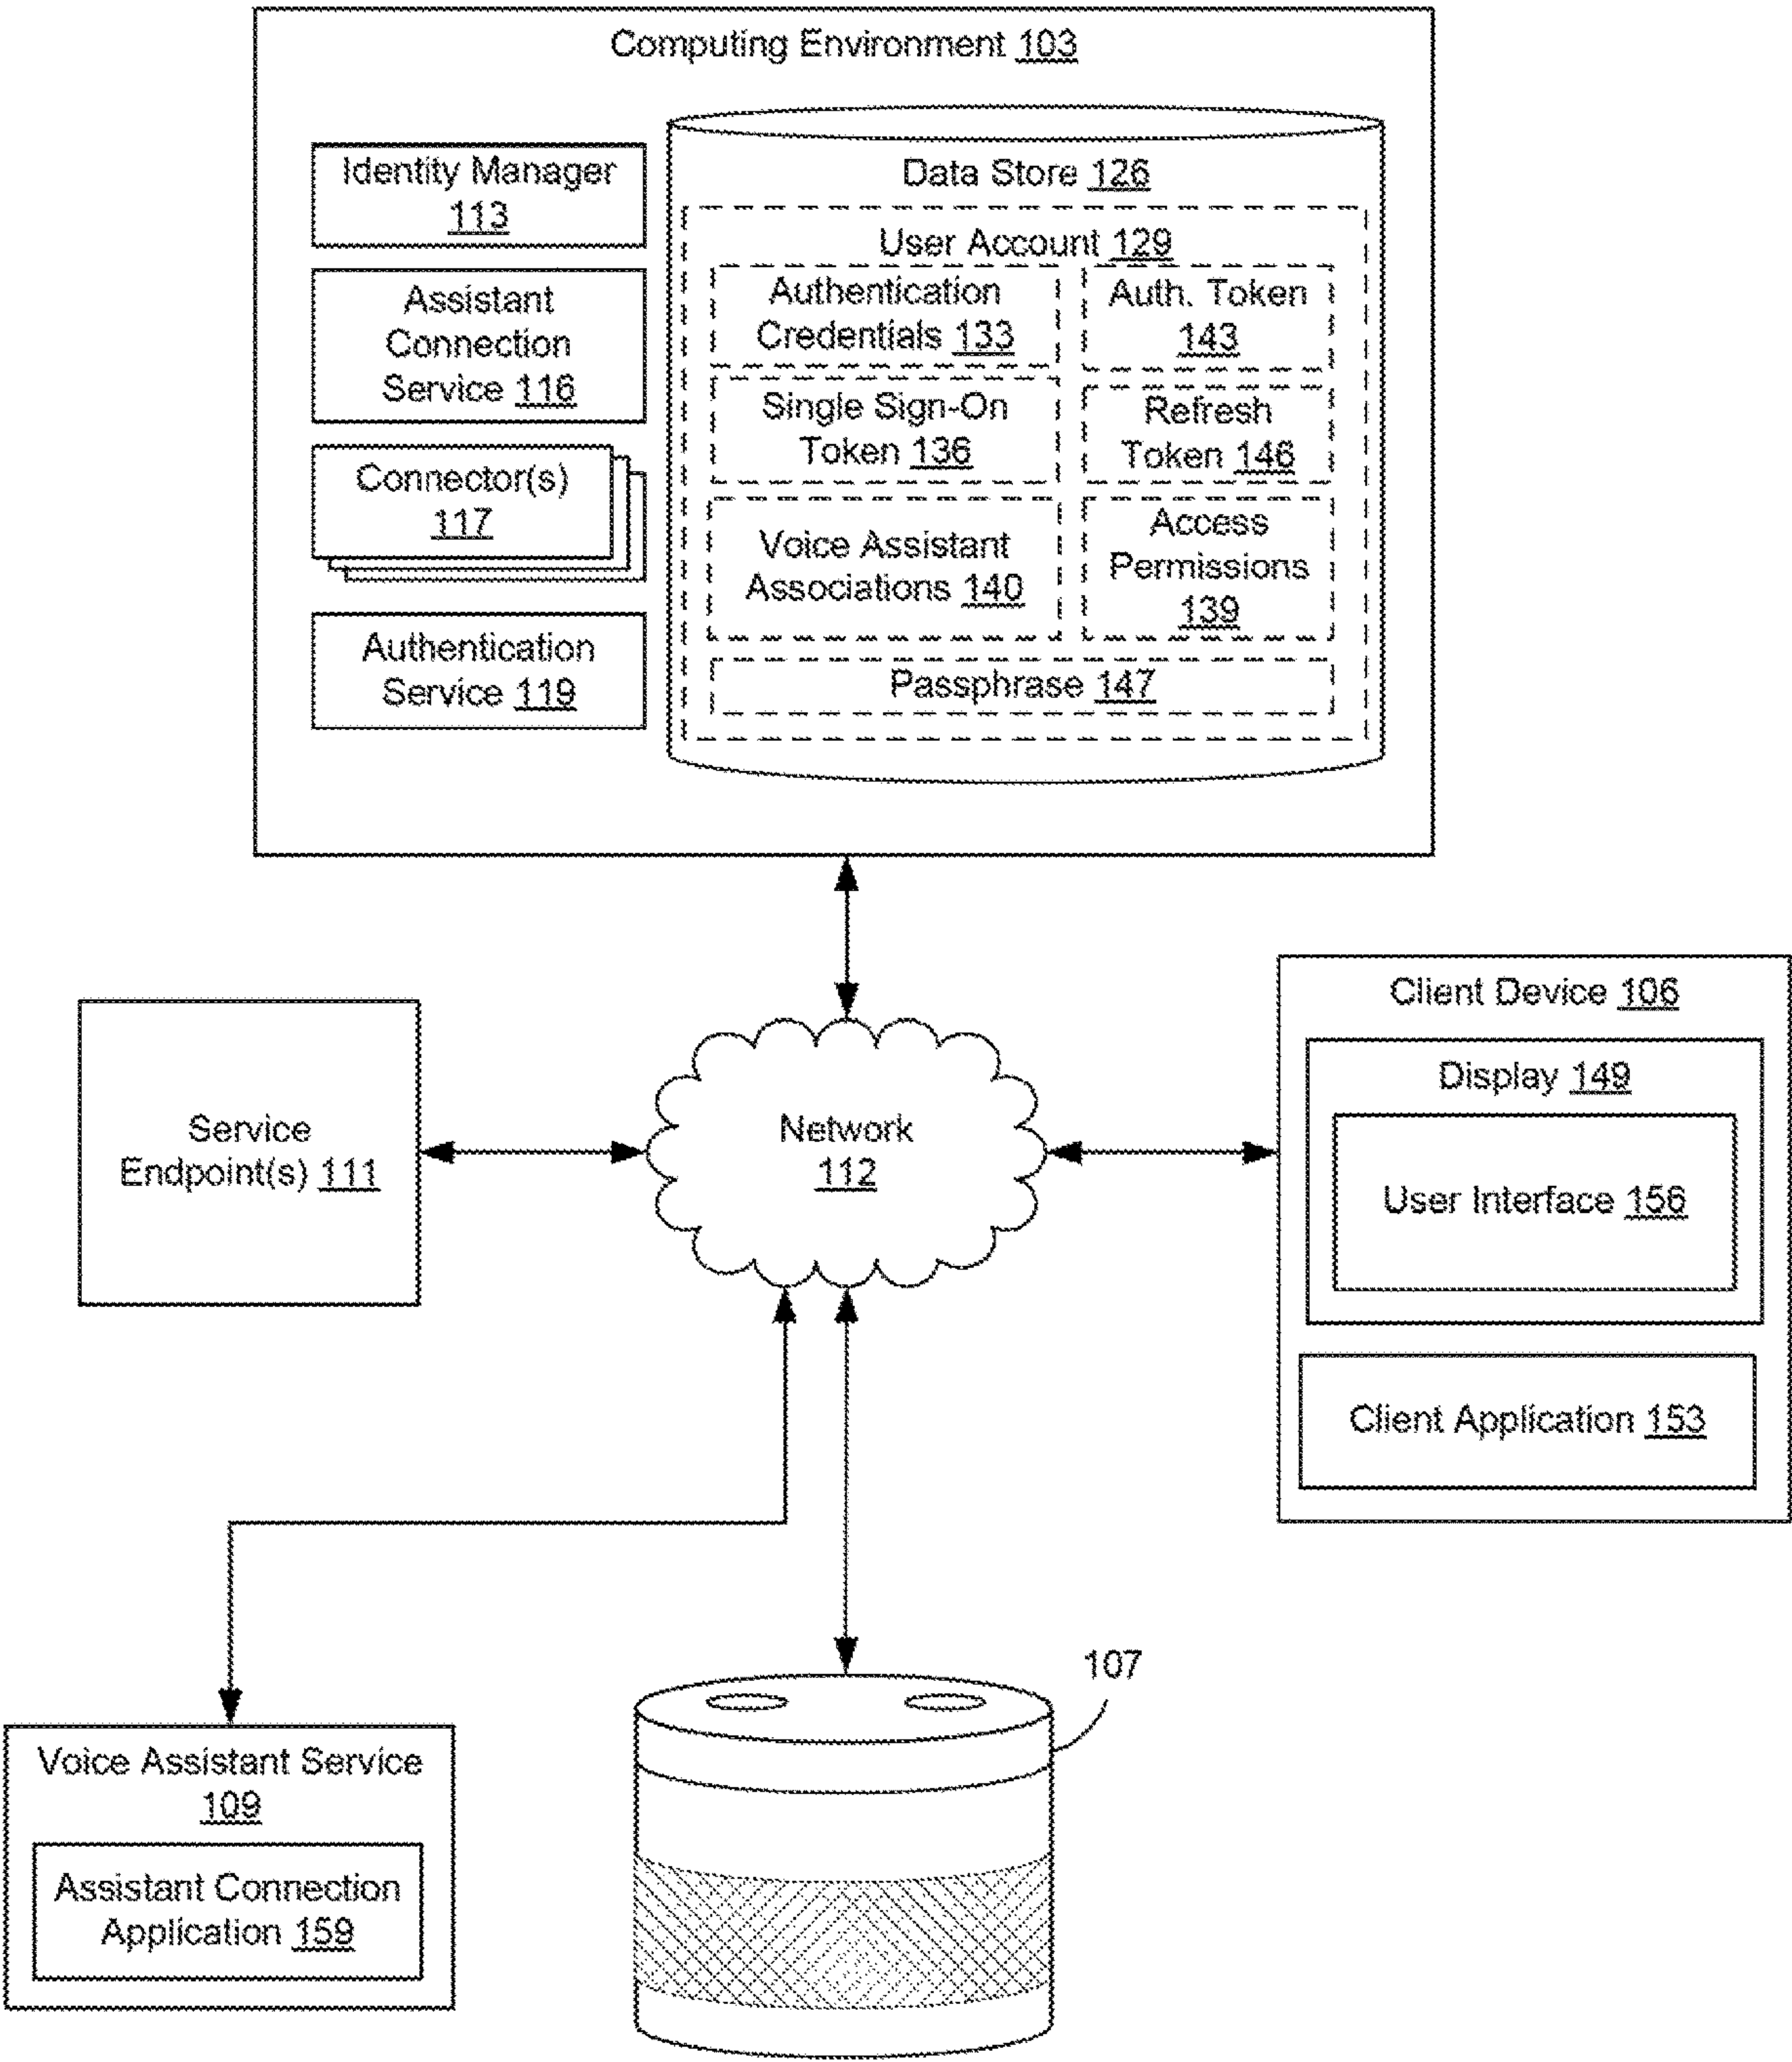 Computing Environment 103
Identity Manager
113
Assistant
Connection
Service 116
Connector(s)
117
Authentication
Service 119
Data Store 126
User Account 129
Authentication
Credentials 133
Auth. Token
143
Single Sign-On
Token 136
Refresh
Token 146
Voice Assistant
Associations 140
Access
Permissions
139
Passphrase 147
Service
Endpoint(s) 111
Network
112
Client Device 106
Display 149
User Interface 156
Client Application 153
107
Voice Assistant Service
109
Assistant Connection
Application 159